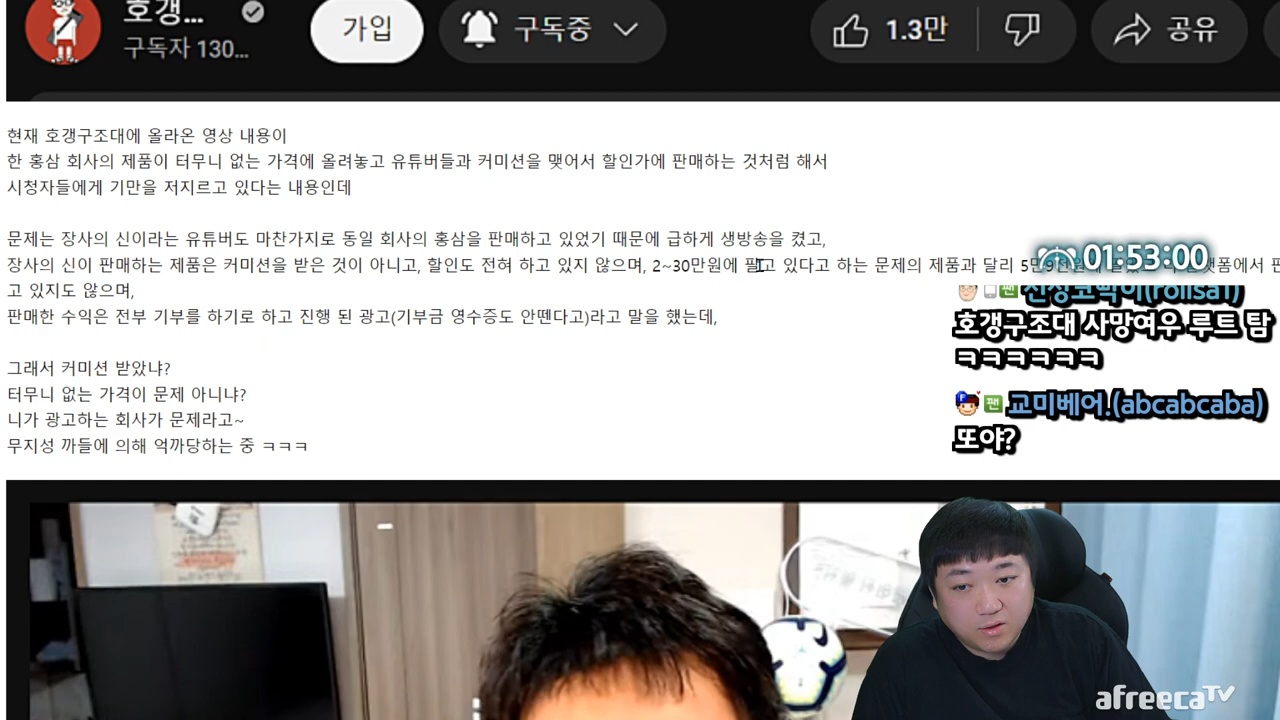 호갱...
구독자 130...
가입
구독중
1.3만
공유
현재 호갱구조대에 올라온 영상 내용이
한 홍삼 회사의 제품이 터무니 없는 가격에 올려놓고 유튜버들과 커미션을 맺어서 할인가에 판매하는 것처럼 해서
시청자들에게 기만을 저지르고 있다는 내용인데
문제는 장사의 신이라는 유튜버도 마찬가지로 동일 회사의 홍삼을 판매하고 있었기 때문에 급하게 생방송을 켰고,
장사의 신이 판매하는 제품은 커미션을 받은 것이 아니고, 할인도 전혀 하고 있지 않으며, 2~30만원에 팔고 있다고 하는 문제의 제품과 달리
고 있지도 않으며,
판매한 수익은 전부 기부를 하기로 하고 진행 된 광고(기부금 영수증도 안뗀다고)라고 말을 했는데,
그래서 커미션 받았냐?
터무니 없는 가격이 문제 아니냐?
니가 광고하는 회사가 문제라고~
무지성 까들에 의해 억까당하는 중 ㅋㅋㅋ
01:53:00
호갱구조대 사망여우 루트 탐
ㅋㅋㅋㅋㅋㅋ
F 팬 교미베어.(abcabcaba)
또야?
afreecaTV